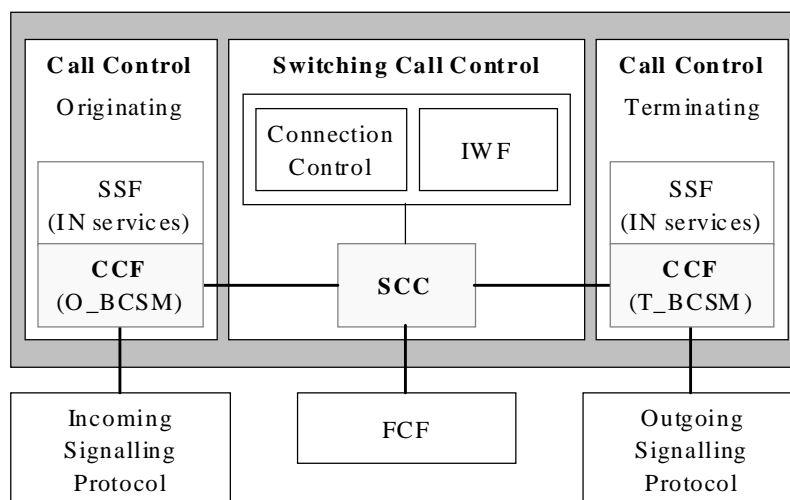 Call Control
Originating
SSF
(IN services)
CCF
(O_BCSM)
Switching Call Control
Connection
Control
IWF
SCC
Call Control
Terminating
SSF
(IN services)
CCF
(T_BCSM)
Incoming
Signalling
Protocol
FCF
Outgoing
Signalling
Protocol